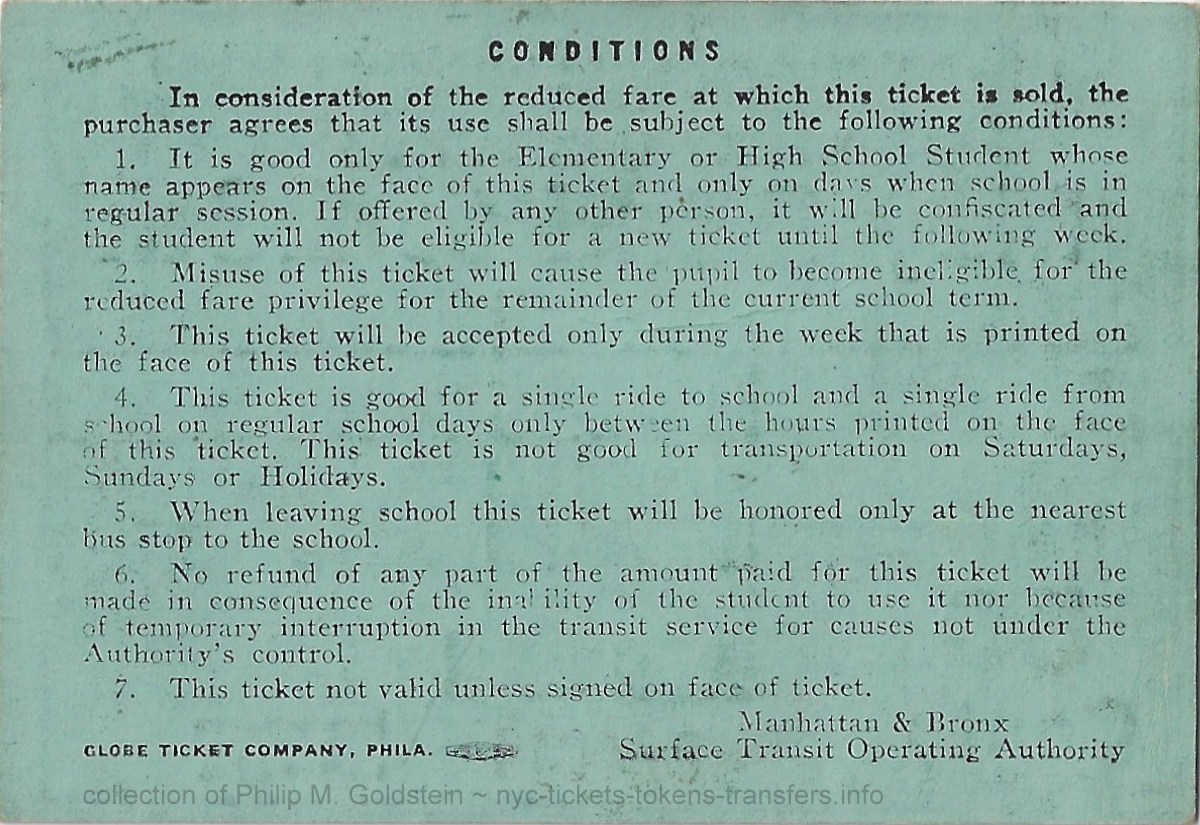 CONDITIONS
In consideration of the reduced fare at which this ticket is sold, the
purchaser agrees that its use shall be subject to the following conditions:
1. It is good only for the Elementary or High School Student whose
name appears on the face of this ticket and only on days when school is in
regular session. If offered by any other person, it will be confiscated and
the student will not be eligible for a new ticket until the following week.
2. Misuse of this ticket will cause the pupil to become ineligible for the
reduced fare privilege for the remainder of the current school term.
3. This ticket will be accepted only during the week that is printed on
the face of this ticket.
4. This ticket is good for a single ride to school and a single ride from
school on regular school days only between the hours printed on the face
of this ticket. This ticket is not good for transportation on Saturdays,
Sundays or Holidays.
5. When leaving school this ticket will be honored only at the nearest
bus stop to the school.
6. No refund of any part of the amount paid for this ticket will be
made in consequence of the inability of the student to use it nor because
of temporary interruption in the transit service for causes not under the
Authority's control.
7. This ticket not valid unless signed on face of ticket.
Manhattan & Bronx
GLOBE TICKET COMPANY, PHILA. Surface Transit Operating Authority
collection of Philip M. Goldstein ~ nyc-tickets-tokens-transfers.info